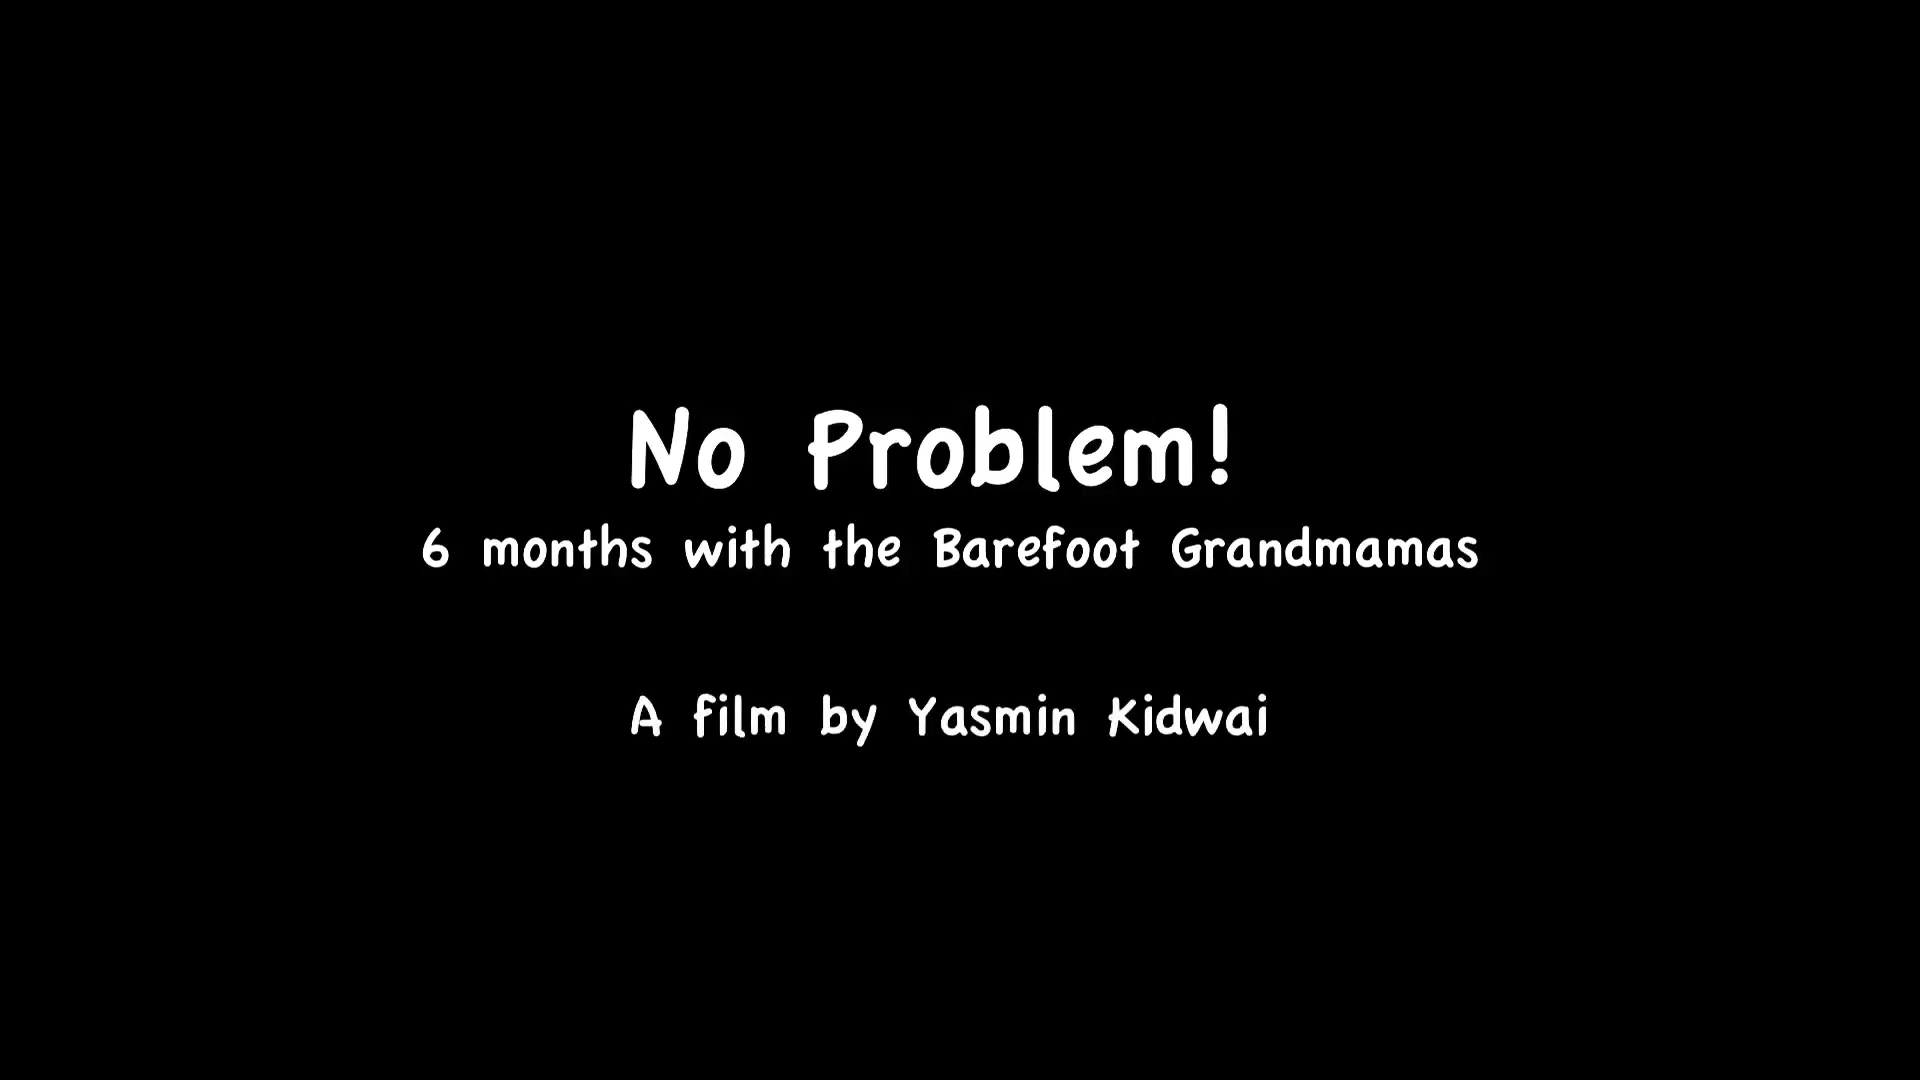 No Problem!
6 months with the Barefoot Grandmamas
A film by Yasmin Kidwai